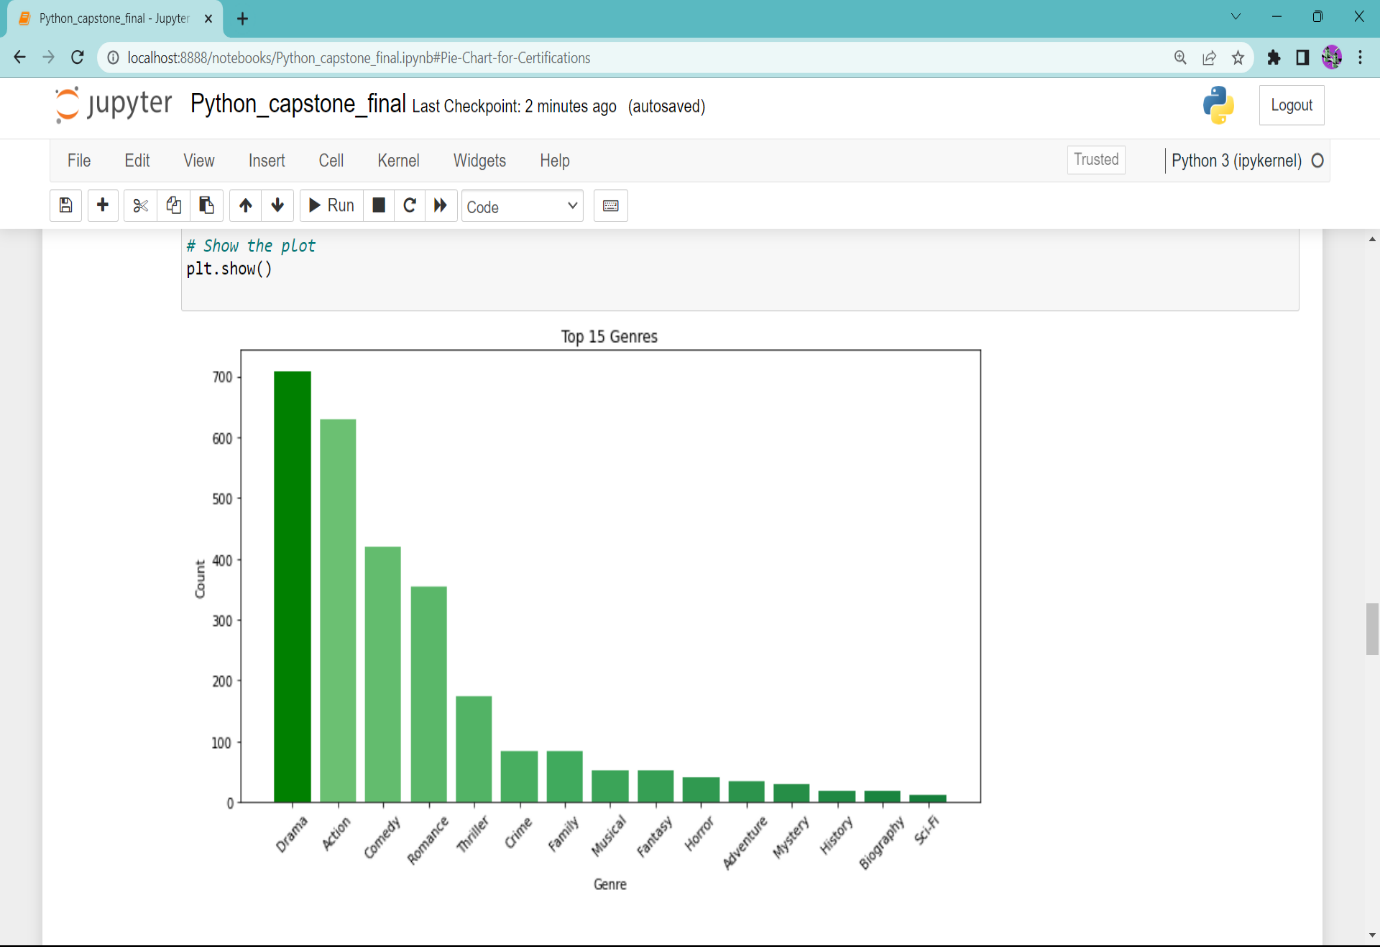 Python_capstone_final - Jupyter
localhost:8888/notebooks/Python_capstone_final.ipynb#Pie-Chart-for-Certifications
jupyter Python_capstone_final Last Checkpoint: 2 minutes ago (autosaved) Logout
File Edit View Insert Cell Kernel Widgets Help Trusted Python 3 (ipykernel)
Run Code
# Show the plot
plt.show()
Top 15 Genres
700
600
500
400
300
200
100
0
Count
Drama Action Comedy Romance Thriller Crime Family Musical Fantasy Horror Adventure Mystery History Biography Sci-Fi
Genre